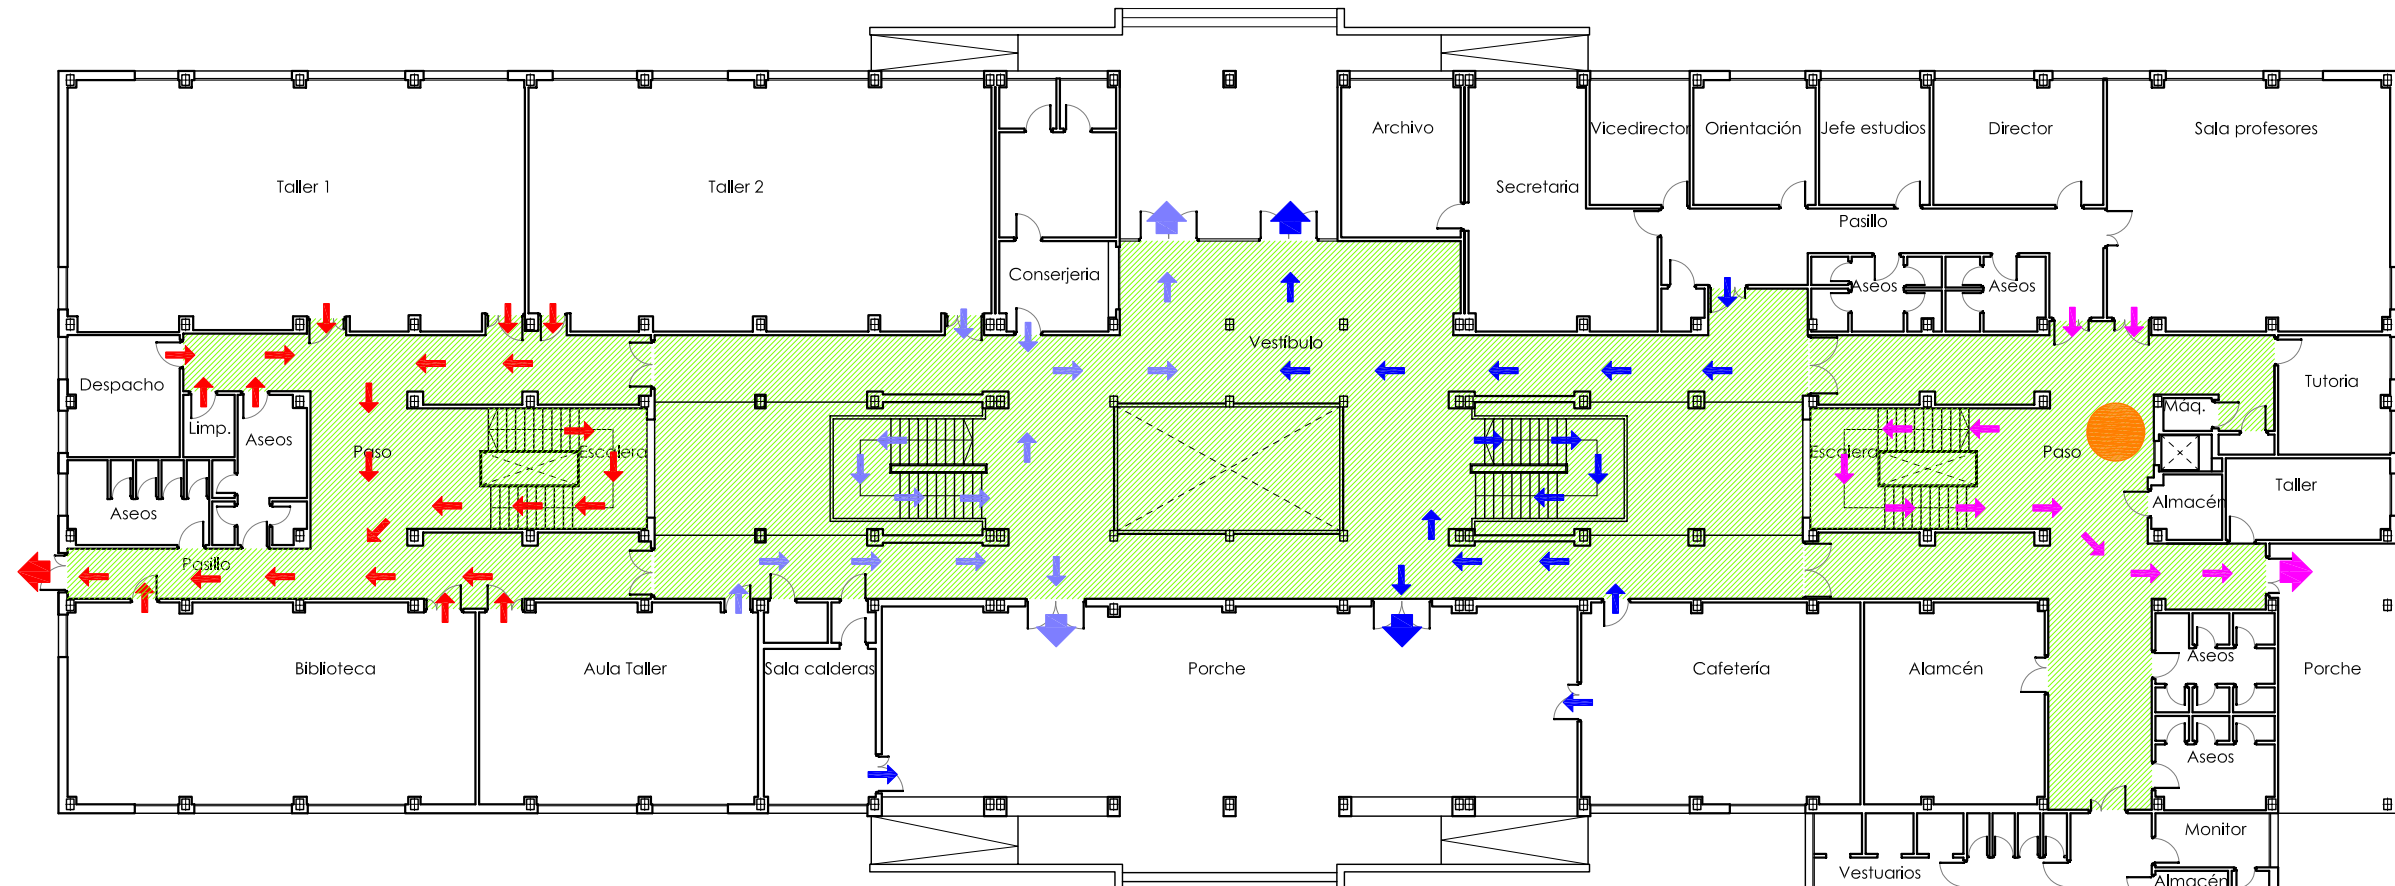 Archivo
Vicedirector
Orientación
Jefe estudios
Director
Sala profesores
Taller 1
Taller 2
Secretaria
Pasillo
Conserjeria
Aseos
Aseos
Vestíbulo
Despacho
Tutoria
Máq.
Limp.
Aseos
Paso
Escalera
Escalera
Paso
Taller
Almacén
Aseos
Pasillo
Biblioteca
Aula Taller
Sala calderas
Porche
Cafetería
Alamcén
Aseos
Porche
Aseos
Monitor
Vestuarios
Almacén